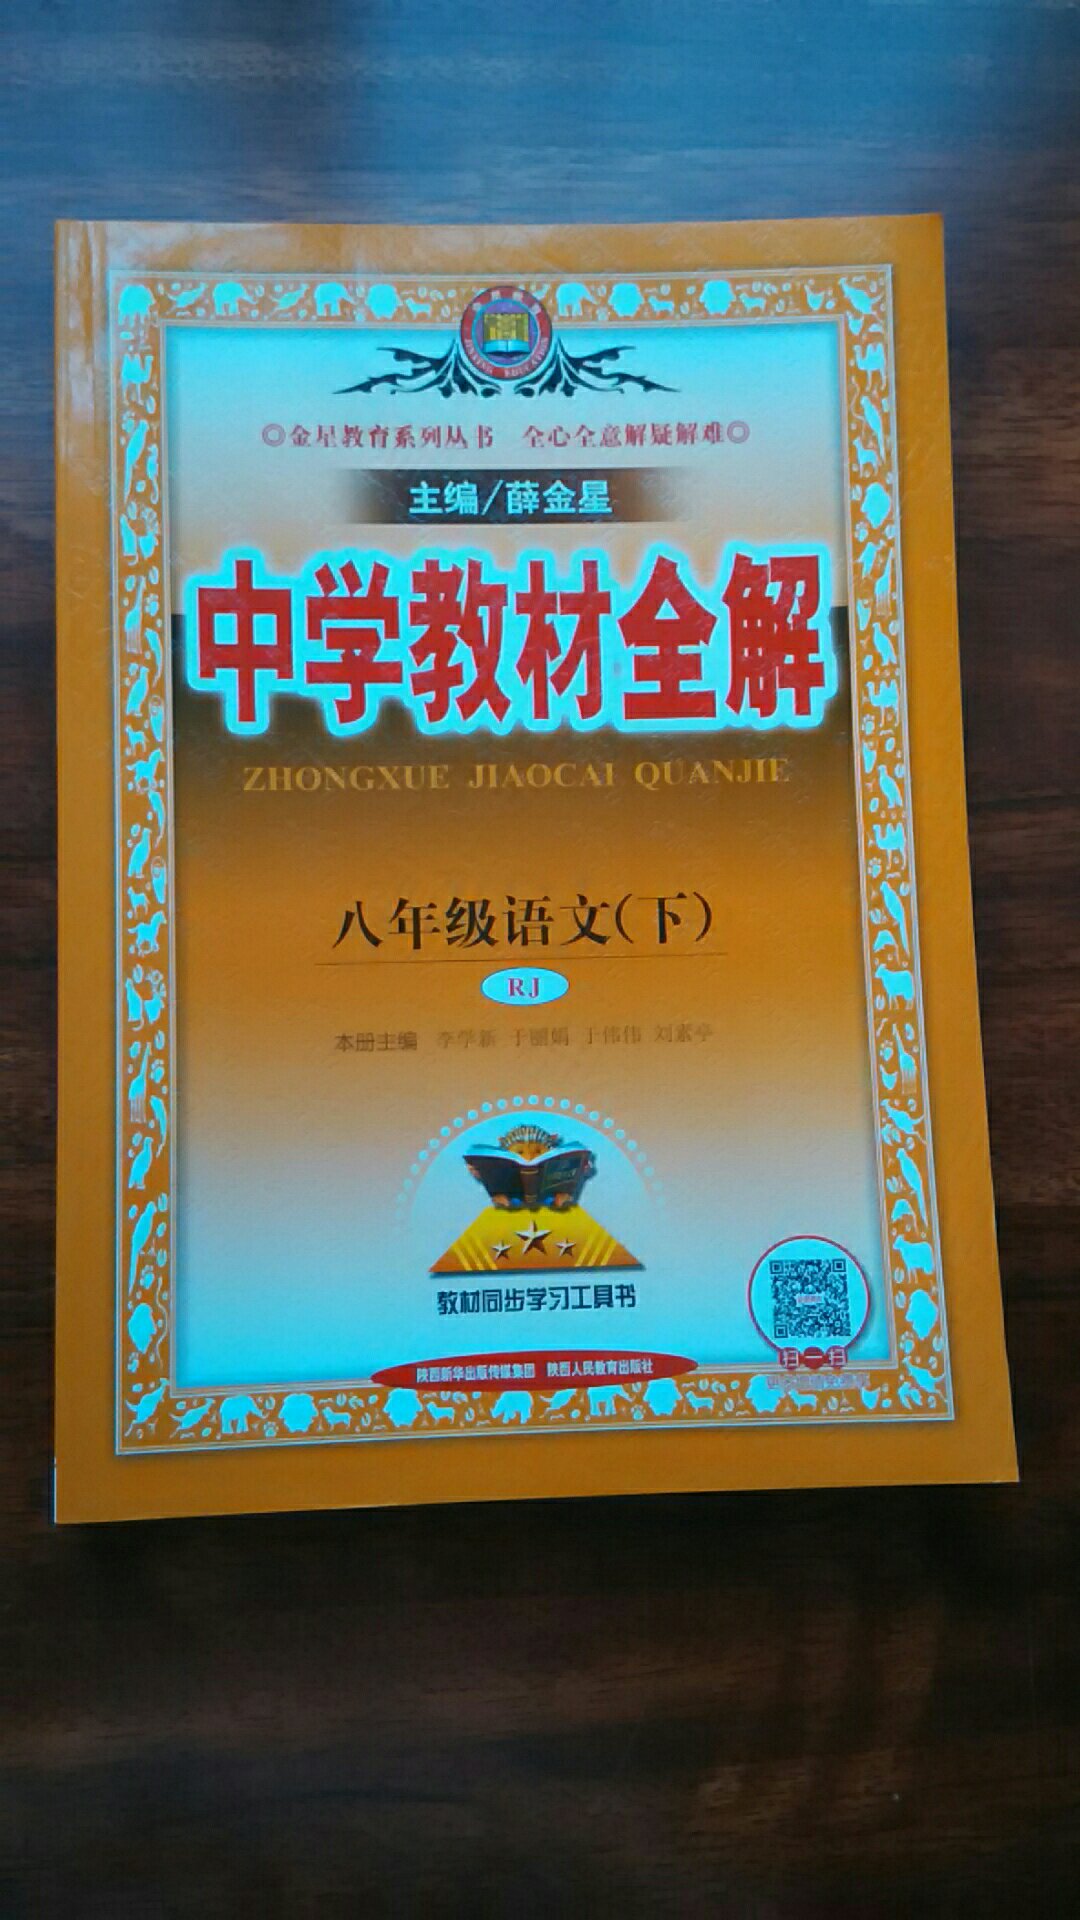 JINXING EDUCATION
◎金星教育系列丛书 全心全意解疑解难◎
主编/薛金星
中学教材全解
ZHONGXUE JIAOCAI QUANJIE
八年级语文(下)
RJ
本册主编 李学新 于丽娟 于伟伟 刘素亭
教材同步学习工具书
陕西新华出版传媒集团 陕西人民教育出版社
扫一扫